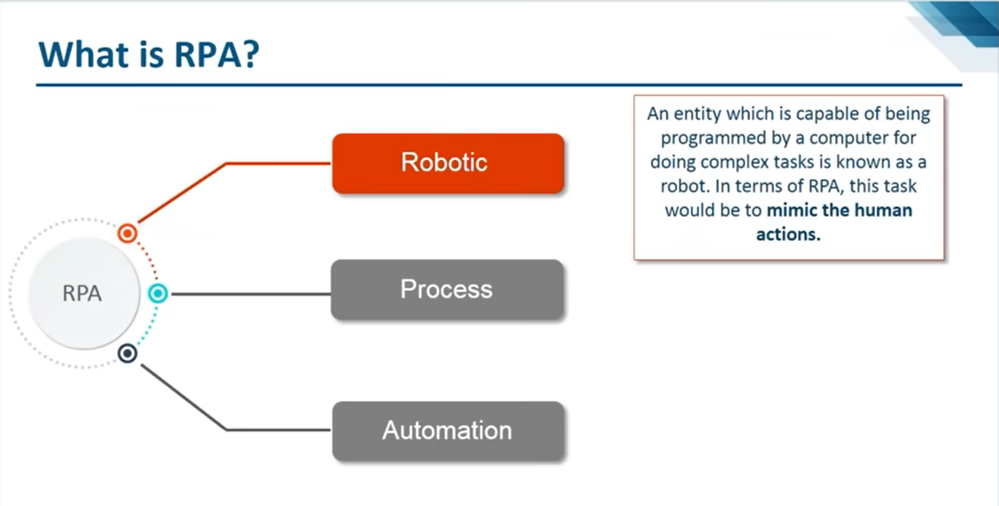 What is RPA?
An entity which is capable of being
programmed by a computer for
doing complex tasks is known as a
robot. In terms of RPA, this task
would be to mimic the human
actions.
Robotic
RPA
Process
Automation